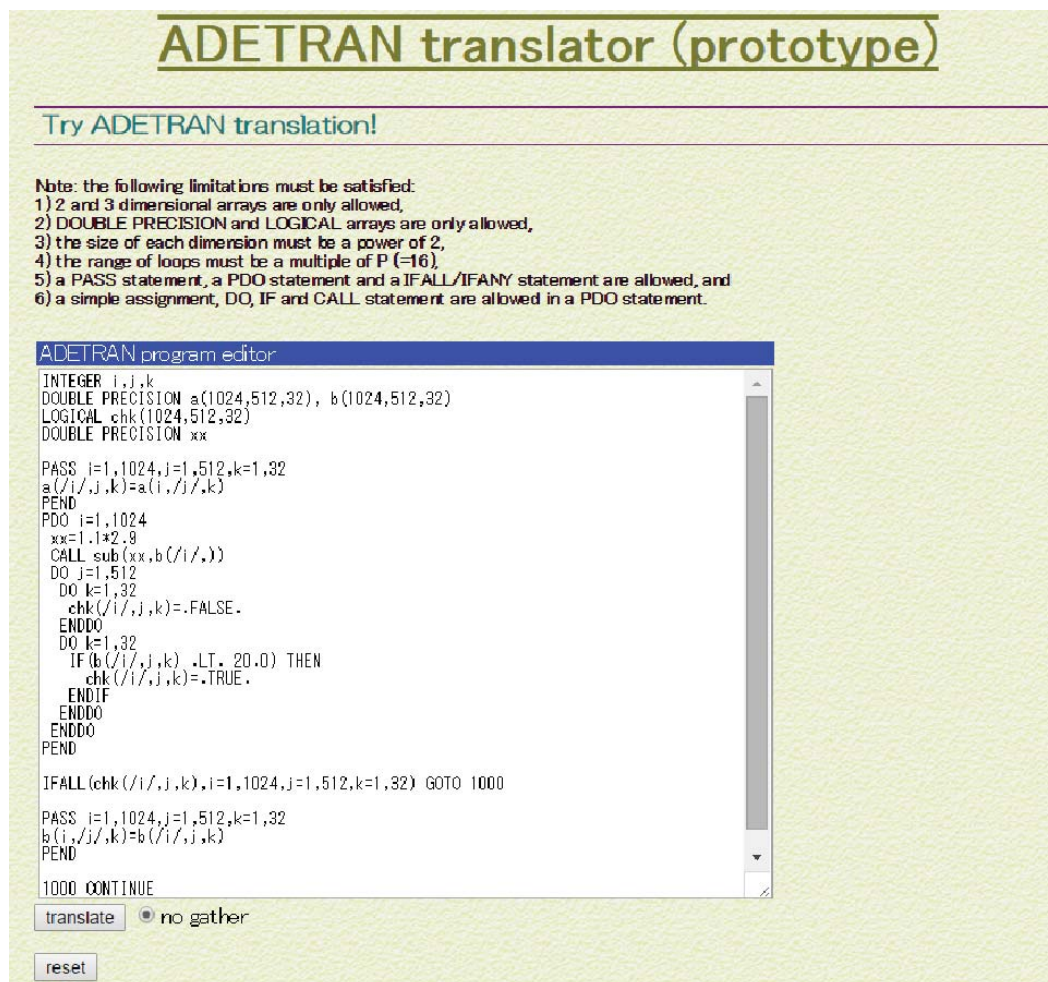 ADETRAN translator (prototype)
Try ADETRAN translation!
Note: the following limitations must be satisfied:
1) 2 and 3 dimensional arrays are only allowed,
2) DOUBLE PRECISION and LOGICAL arrays are only allowed,
3) the size of each dimension must be a power of 2,
4) the range of loops must be a multiple of P (=16),
5) a PASS statement, a PDO statement and a IFALL/IFANY statement are allowed, and
6) a simple assignment, DO, IF and CALL statement are allowed in a PDO statement.
ADETRAN program editor
INTEGER i,j,k
DOUBLE PRECISION a(1024,512,32), b(1024,512,32)
LOGICAL chk(1024,512,32)
DOUBLE PRECISION xx
PASS i=1,1024,j=1,512,k=1,32
a(/i/,j,k)=a(i,/j/,k)
PEND
PDO i=1,1024
xx=1.1*2.9
CALL sub(xx,b(/i/,))
DO j=1,512
DO k=1,32
chk(/i/,j,k)=.FALSE.
ENDDO
DO k=1,32
IF(b(/i/,j,k) .LT. 20.0) THEN
chk(/i/,j,k)=.TRUE.
ENDIF
ENDDO
ENDDO
PEND
IFALL(chk(/i/,j,k),i=1,1024,j=1,512,k=1,32) GOTO 1000
PASS i=1,1024,j=1,512,k=1,32
b(i,/j/,k)=b(/i/,j,k)
PEND
1000 CONTINUE
translate no gather
reset